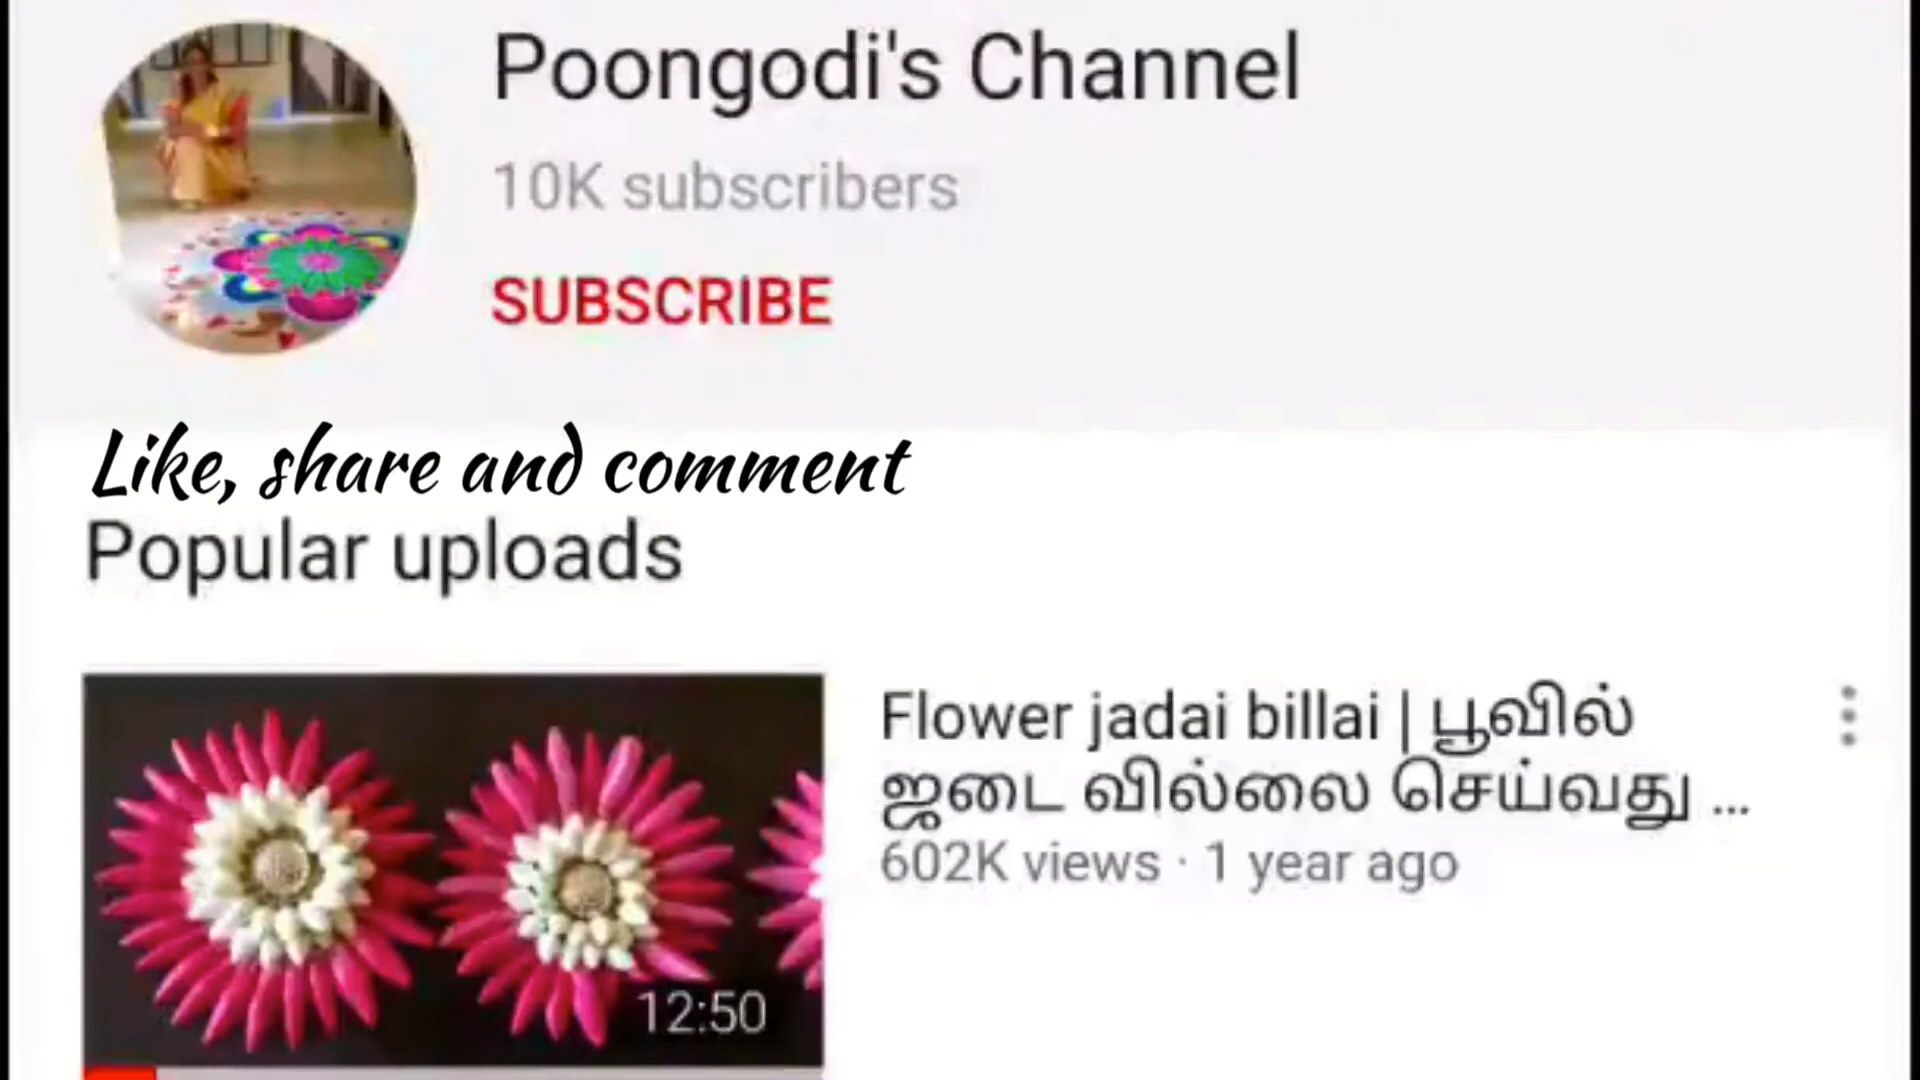 Poongodi's Channel
10K subscribers
SUBSCRIBE
Like, share and comment
Popular uploads
Flower jadai billai | பூவில்
ஜடை வில்லை செய்வது ...
602K views · 1 year ago
12:50